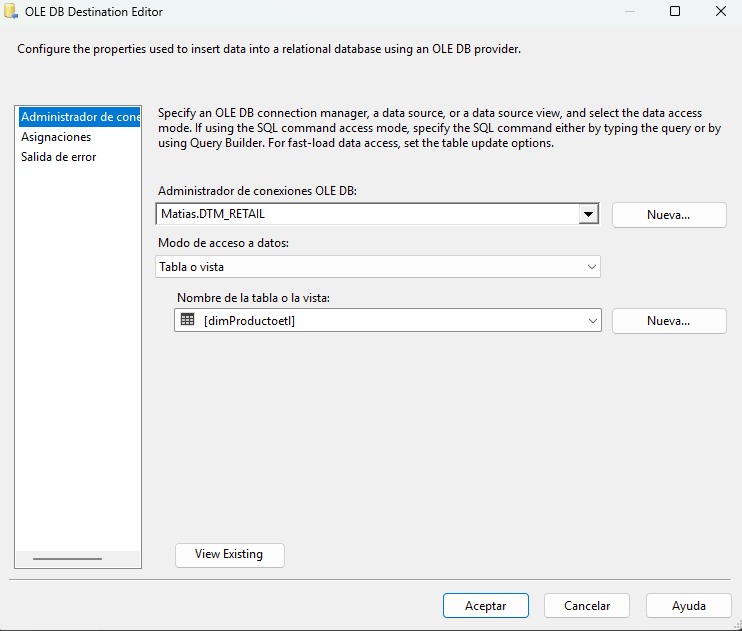 OLE DB Destination Editor
Configure the properties used to insert data into a relational database using an OLE DB provider.
Administrador de cone
Asignaciones
Salida de error
Specify an OLE DB connection manager, a data source, or a data source view, and select the data access
mode. If using the SQL command access mode, specify the SQL command either by typing the query or by
using Query Builder. For fast-load data access, set the table update options.
Administrador de conexiones OLE DB:
Matias.DTM_RETAIL
Nueva...
Modo de acceso a datos:
Tabla o vista
Nombre de la tabla o la vista:
[dimProductoetl]
Nueva...
View Existing
Aceptar
Cancelar
Ayuda